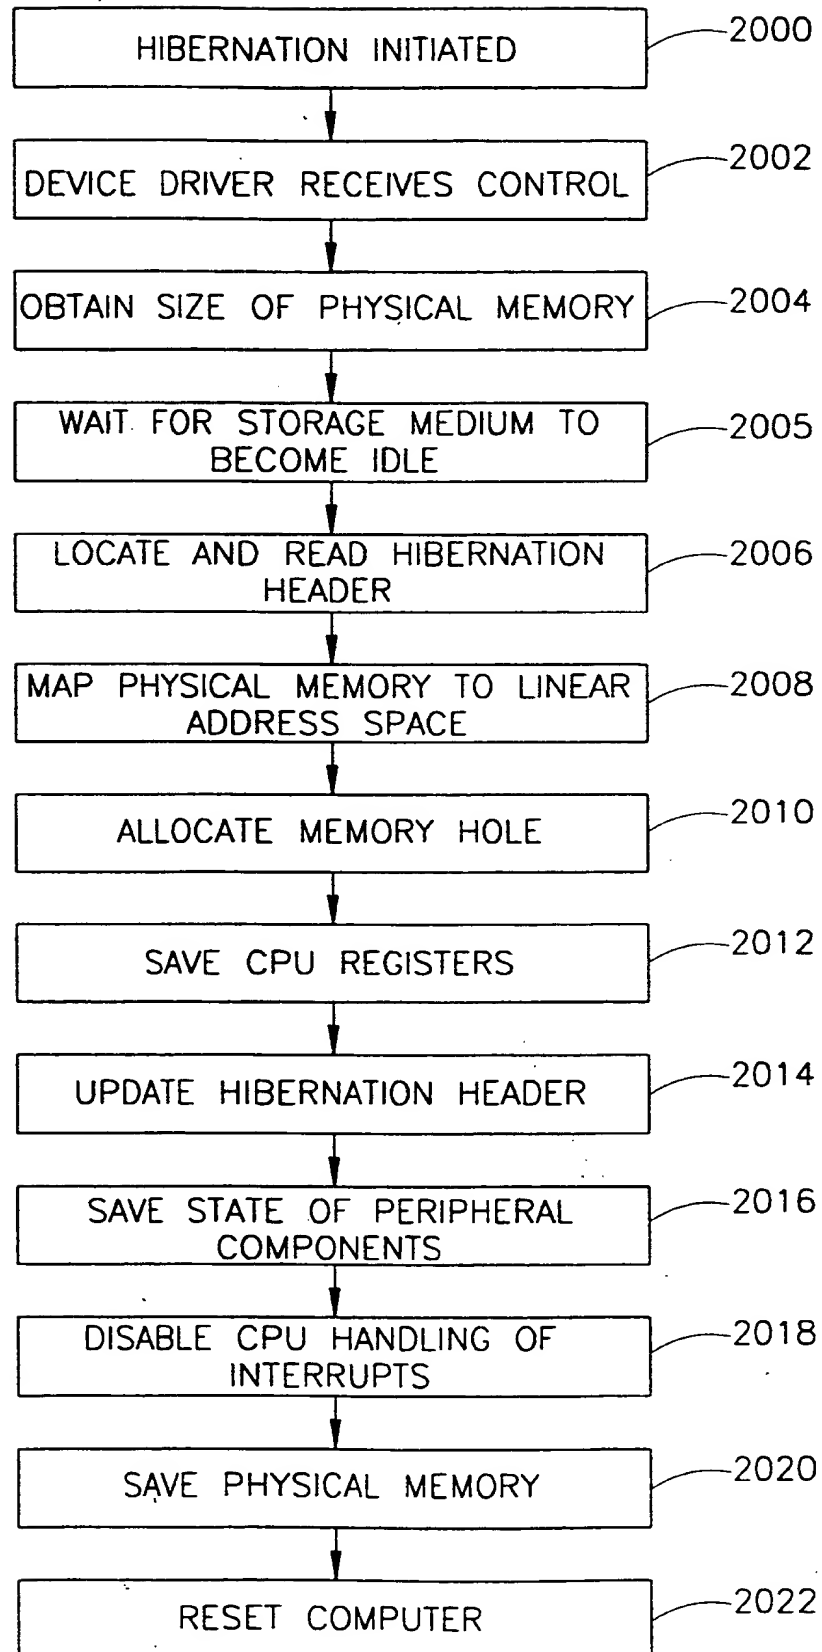 HIBERNATION INITIATED
2000
DEVICE DRIVER RECEIVES CONTROL
2002
OBTAIN SIZE OF PHYSICAL MEMORY
2004
WAIT FOR STORAGE MEDIUM TO
BECOME IDLE
2005
LOCATE AND READ HIBERNATION
HEADER
2006
MAP PHYSICAL MEMORY TO LINEAR
ADDRESS SPACE
2008
ALLOCATE MEMORY HOLE
2010
SAVE CPU REGISTERS
2012
UPDATE HIBERNATION HEADER
2014
SAVE STATE OF PERIPHERAL
COMPONENTS
2016
DISABLE CPU HANDLING OF
INTERRUPTS
2018
SAVE PHYSICAL MEMORY
2020
RESET COMPUTER
2022